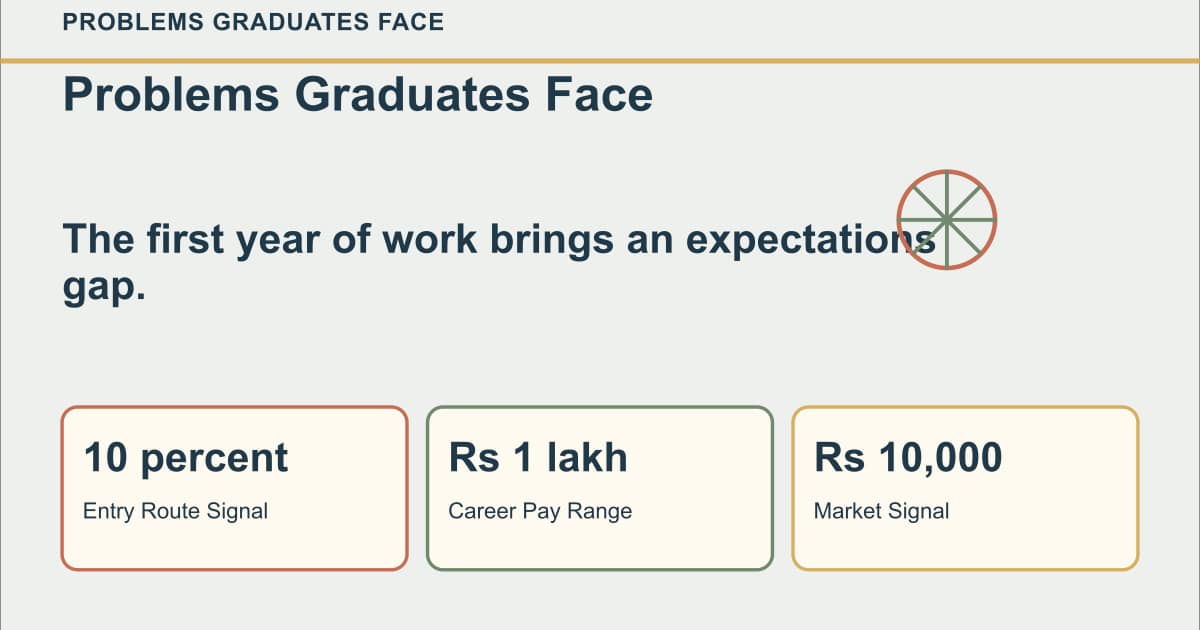 PROBLEMS GRADUATES FACE
Problems Graduates Face
The first year of work brings an expectations
gap.
10 percent
Entry Route Signal
Rs 1 lakh
Career Pay Range
Rs 10,000
Market Signal